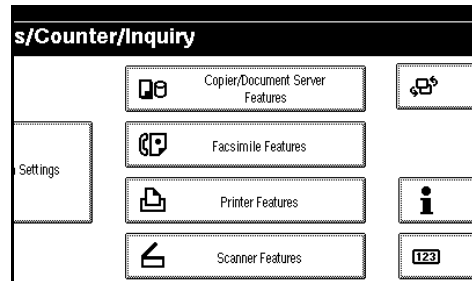 s/Counter/Inquiry
Copier/Document Server
Features
Facsimile Features
Settings
Printer Features
Scanner Features
123